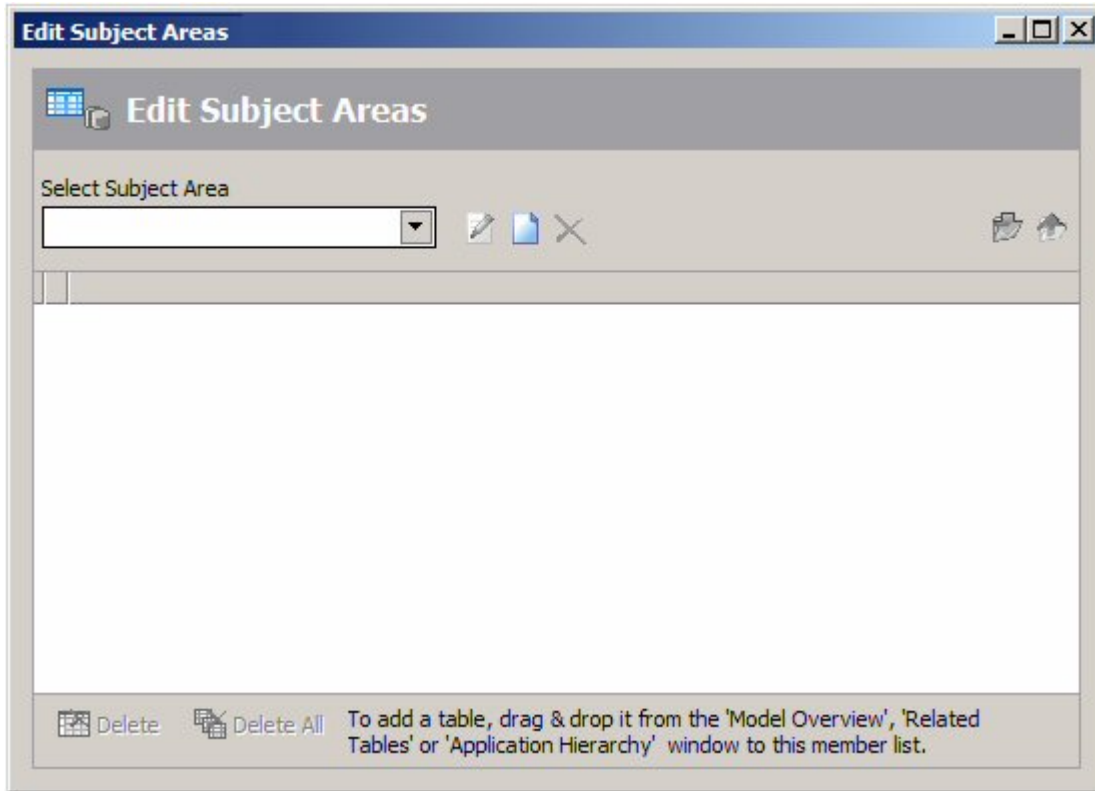 Edit Subject Areas
Edit Subject Areas
Select Subject Area
Delete
Delete All
To add a table, drag & drop it from the 'Model Overview', 'Related
Tables' or 'Application Hierarchy'  window to this member list.